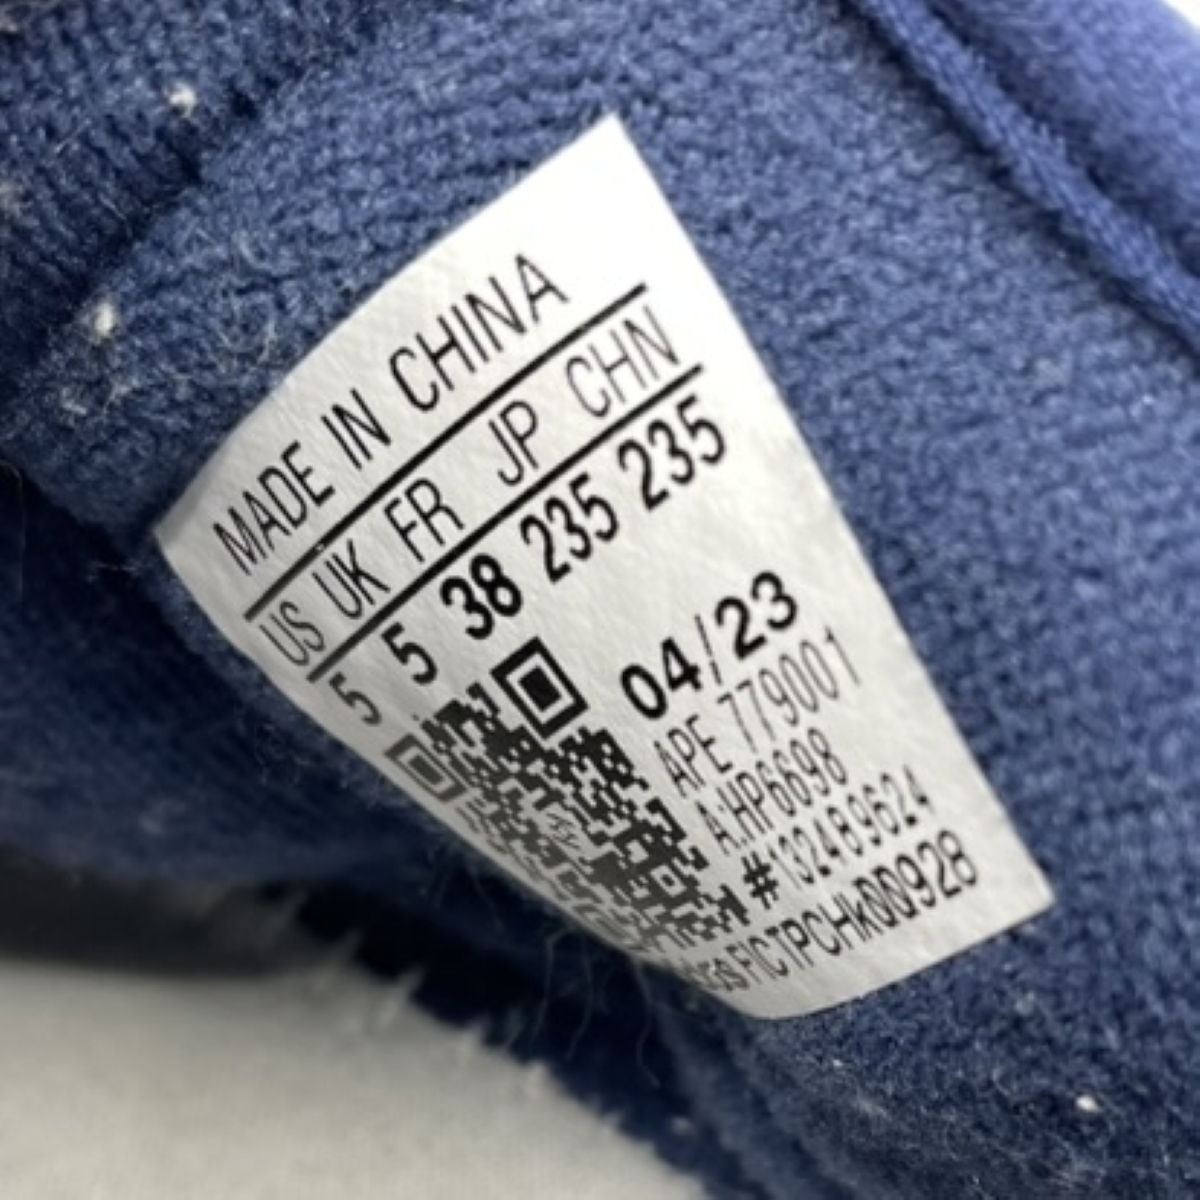 MADE IN CHINA
US UK FR JP CHN
5 5 38 235 235
04/23
APE 779001
A:HP6698
#132489624